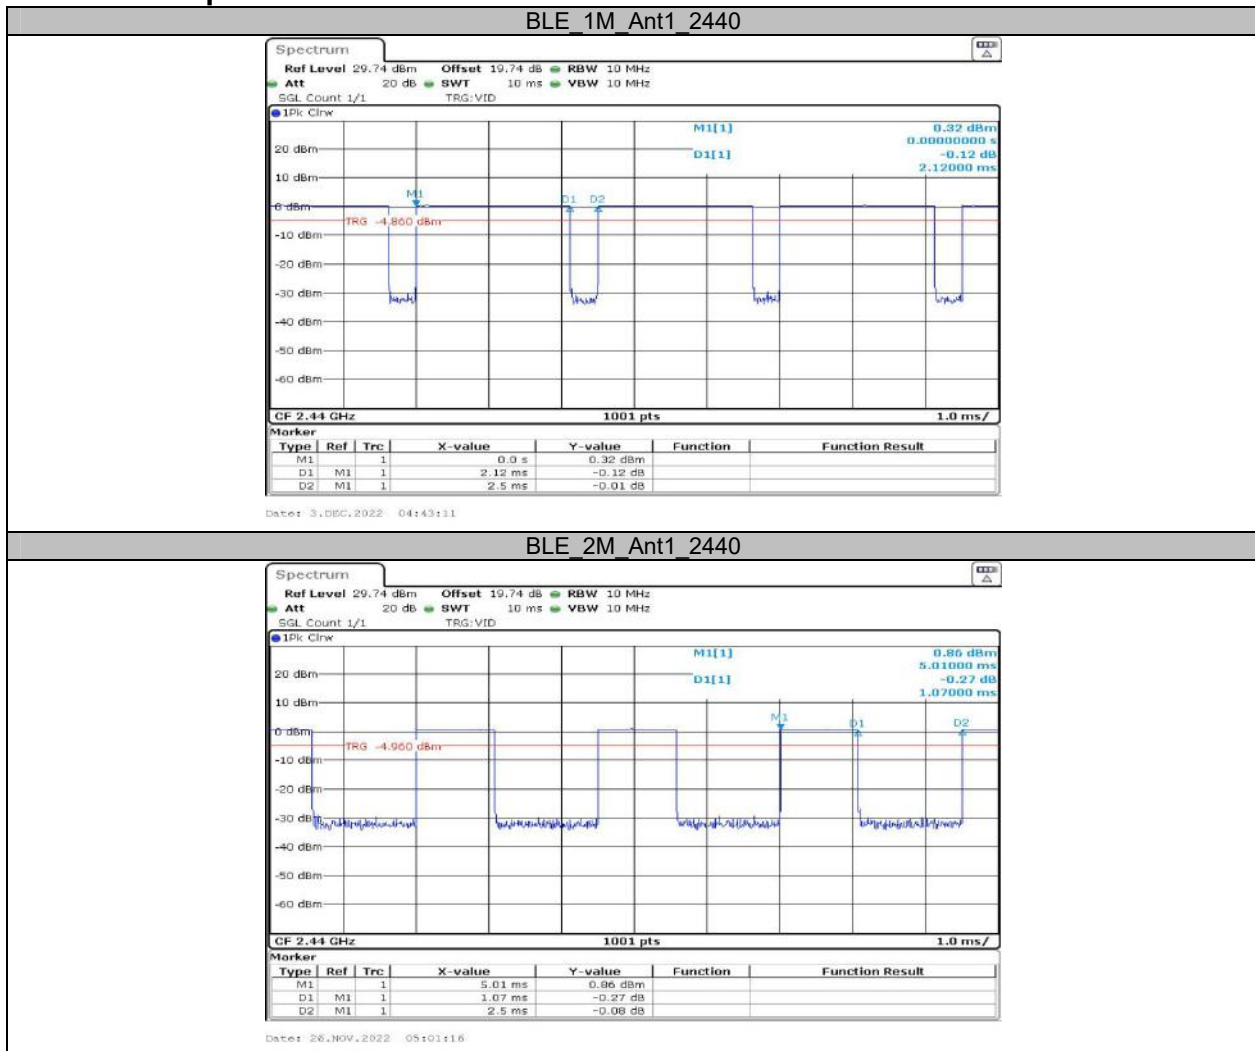 BLE_1M_Ant1_2440
Spectrum
Ref Level 29.74 dBm Offset 19.74 dB RBW 10 MHz
Att 20 dB SWT 10 ms VBW 10 MHz
SGL Count 1/1 TRG:VID
1Pk Clrw
M1[1] 0.32 dBm
0.00000000 s
20 dBm
D1[1] -0.12 dB
2.12000 ms
10 dBm
M1
D1 D2
0 dBm
TRG -4.860 dBm
-10 dBm
-20 dBm
-30 dBm
-40 dBm
-50 dBm
-60 dBm
CF 2.44 GHz 1001 pts 1.0 ms/
Marker
Type Ref Trc X-value Y-value Function Function Result
M1 1 0.0 s 0.32 dBm
D1 M1 1 2.12 ms -0.12 dB
D2 M1 1 2.5 ms -0.01 dB
Date: 3.DEC.2022 04:43:11
BLE_2M_Ant1_2440
Spectrum
Ref Level 29.74 dBm Offset 19.74 dB RBW 10 MHz
Att 20 dB SWT 10 ms VBW 10 MHz
SGL Count 1/1 TRG:VID
1Pk Clrw
M1[1] 0.86 dBm
5.01000 ms
20 dBm
D1[1] -0.27 dB
1.07000 ms
10 dBm
M1
D1 D2
0 dBm
TRG -4.960 dBm
-10 dBm
-20 dBm
-30 dB
-40 dBm
-50 dBm
-60 dBm
CF 2.44 GHz 1001 pts 1.0 ms/
Marker
Type Ref Trc X-value Y-value Function Function Result
M1 1 5.01 ms 0.86 dBm
D1 M1 1 1.07 ms -0.27 dB
D2 M1 1 2.5 ms -0.08 dB
Date: 26.NOV.2022 05:01:16